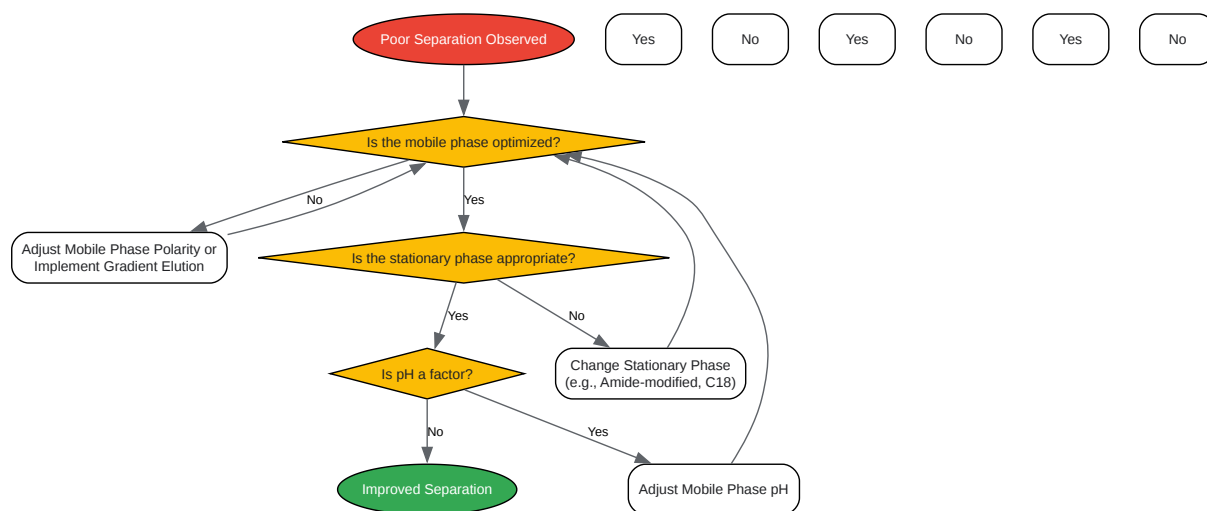 Poor Separation Observed
Yes
No
Yes
No
Yes
No
Is the mobile phase optimized?
No
Yes
Adjust Mobile Phase Polarity or
Implement Gradient Elution
Is the stationary phase appropriate?
Yes
No
Change Stationary Phase
(e.g., Amide-modified, C18)
Is pH a factor?
No
Yes
Improved Separation
Adjust Mobile Phase pH